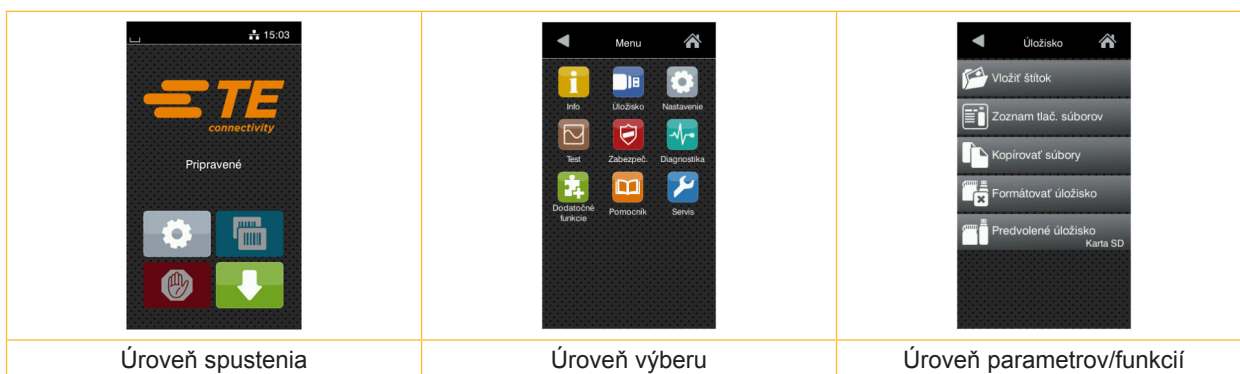 15:03
TE
connectivity
Pripravené
Úroveň spustenia
Menu
Info Úložisko Nastavenie
Test Zabezpeč. Diagnostika
Dodatočné funkcie Pomocník Servis
Úroveň výberu
Úložisko
Vložiť štítok
Zoznam tlač. súborov
Kopírovať súbory
Formátovať úložisko
Predvolené úložisko
Karta SD
Úroveň parametrov/funkcií